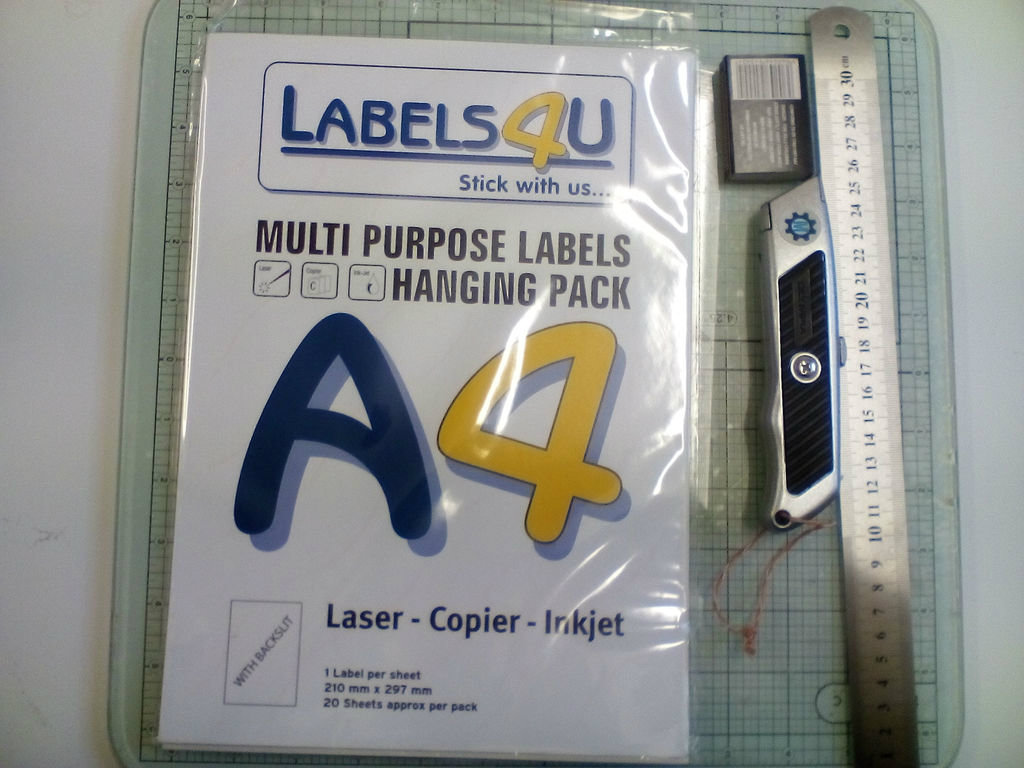 LABELS4U
Stick with us...
MULTI PURPOSE LABELS
Laser
Copier
Ink-Jet
HANGING PACK
A4
WITH BACKSLIT
Laser - Copier - Inkjet
1 Label per sheet
210 mm x 297 mm
20 Sheets approx per pack
30 cm
29
28
27
26
25
24
23
22
21
20
19
18
17
16
15
14
13
12
11
10
9
8
7
6
5
4
3
2
1